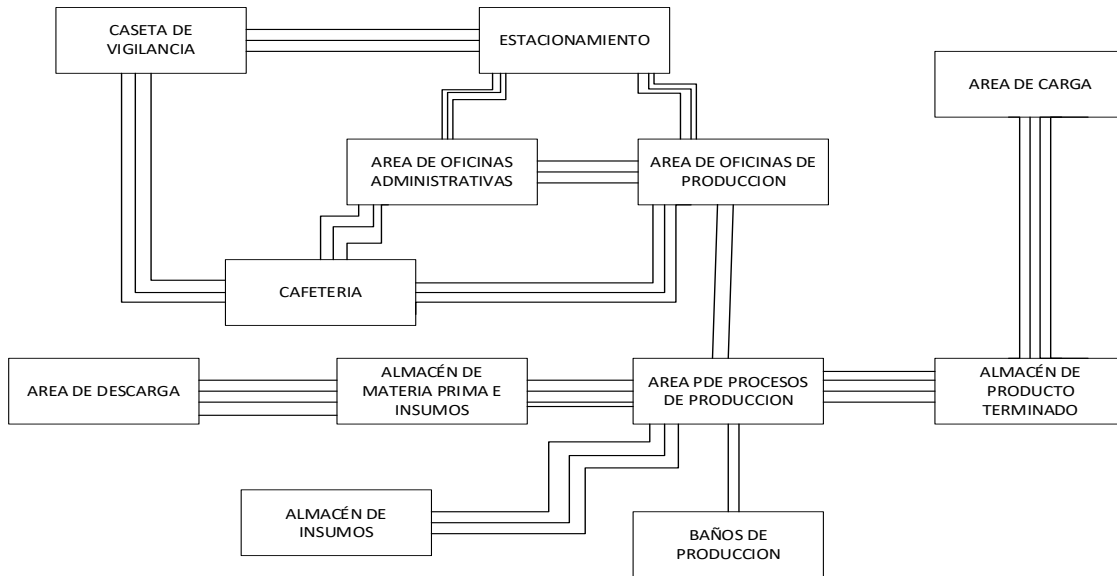 CASETA DE
VIGILANCIA
ESTACIONAMIENTO
AREA DE CARGA
AREA DE OFICINAS
ADMINISTRATIVAS
AREA DE OFICINAS DE
PRODUCCION
CAFETERIA
AREA DE DESCARGA
ALMACÉN DE
MATERIA PRIMA E
INSUMOS
AREA PDE PROCESOS
DE PRODUCCION
ALMACÉN DE
PRODUCTO
TERMINADO
ALMACÉN DE
INSUMOS
BAÑOS DE
PRODUCCION